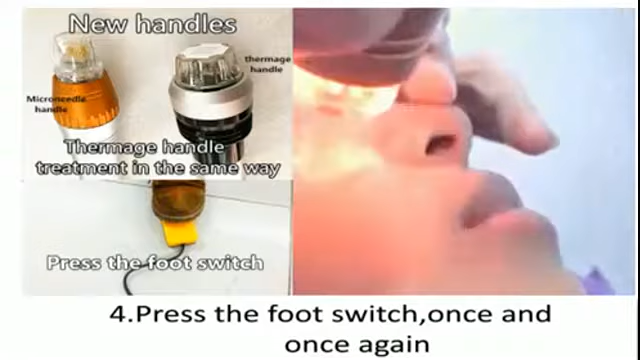 New handles
thermage
handle
Microneedle
handle
Thermage handle
treatment in the same way
Press the foot switch
4.Press the foot switch,once and
once again